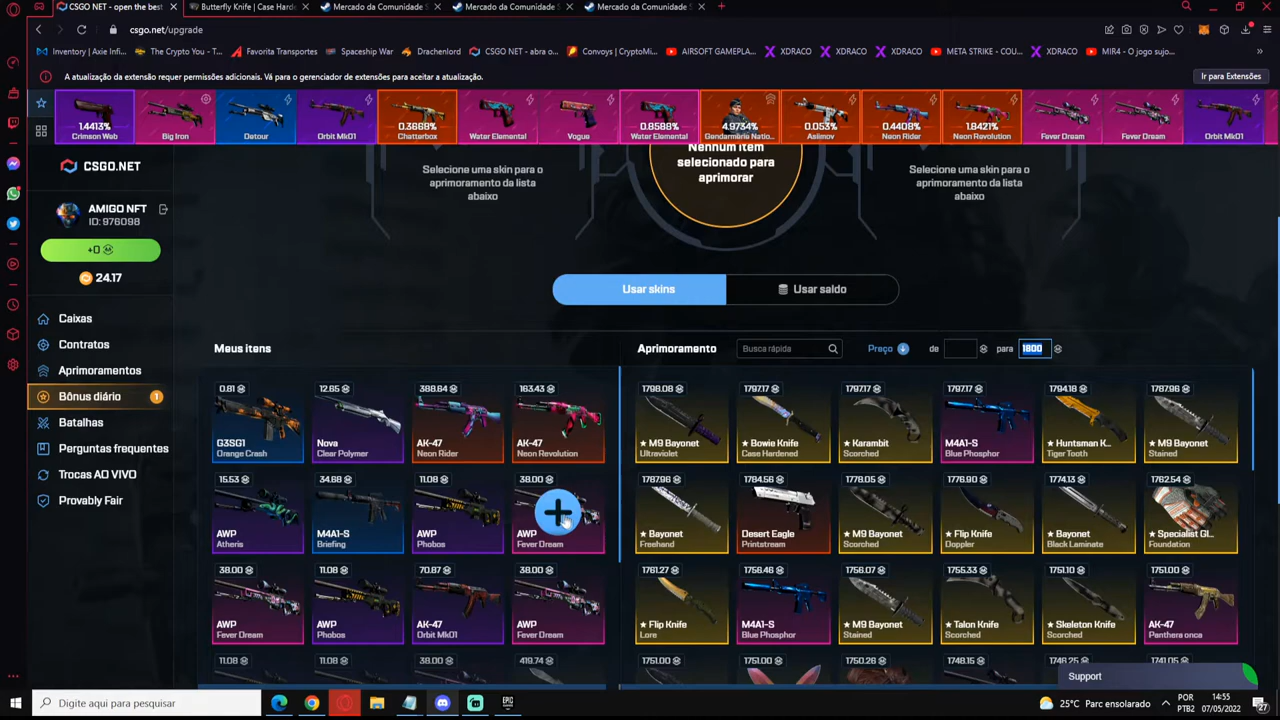 CSGO NET - open the best
Butterfly Knife | Case Hard
Mercado da Comunidade S
Mercado da Comunidade S
Mercado da Comunidade S
csgo.net/upgrade
Inventory | Axie Infi...
The Crypto You - T...
Favorita Transportes
Spaceship War
Drachenlord
CSGO NET - abra o...
Convoys | CryptoMi...
AIRSOFT GAMEPLA...
XDRACO
XDRACO
XDRACO
META STRIKE - COU...
XDRACO
MIR4 - O jogo sujo...
A atualização da extensão requer permissões adicionais. Vá para o gerenciador de extensões para aceitar a atualização.
Ir para Extensões
1.4413%
Crimson Web
Big Iron
Detour
Orbit Mk01
0.3668%
Chatterbox
Water Elemental
Vogue
0.8588%
Water Elemental
4.9734%
Gendarmerie Natio...
0.053%
Asiimov
0.4408%
Neon Rider
1.8421%
Neon Revolution
Fever Dream
Fever Dream
Orbit Mk01
CSGO.NET
AMIGO NFT
ID: 976098
+0
24.17
Caixas
Contratos
Aprimoramentos
Bônus diário
1
Batalhas
Perguntas frequentes
Trocas AO VIVO
Provably Fair
Selecione uma skin para o
aprimoramento da lista
abaixo
Nenhum item
selecionado para
aprimorar
Selecione uma skin para o
aprimoramento da lista
abaixo
Usar skins
Usar saldo
Meus itens
Aprimoramento
Busca rápida
Preço
de
para
1800
0.81
G3SG1
Orange Crash
12.65
Nova
Clear Polymer
388.64
AK-47
Neon Rider
163.43
AK-47
Neon Revolution
1798.08
★ M9 Bayonet
Ultraviolet
1797.17
★ Bowie Knife
Case Hardened
1797.17
★ Karambit
Scorched
1797.17
M4A1-S
Blue Phosphor
1794.18
★ Huntsman K...
Tiger Tooth
1787.96
★ M9 Bayonet
Stained
15.53
AWP
Atheris
34.68
M4A1-S
Briefing
11.08
AWP
Phobos
38.00
AWP
Fever Dream
1787.96
★ Bayonet
Freehand
1784.56
Desert Eagle
Printstream
1778.05
★ M9 Bayonet
Scorched
1776.90
★ Flip Knife
Doppler
1774.13
★ Bayonet
Black Laminate
1762.54
★ Specialist Gl...
Foundation
38.00
AWP
Fever Dream
11.08
AWP
Phobos
70.87
AK-47
Orbit Mk01
38.00
AWP
Fever Dream
1761.27
★ Flip Knife
Lore
1756.46
M4A1-S
Blue Phosphor
1756.07
★ M9 Bayonet
Stained
1755.33
★ Talon Knife
Scorched
1751.10
★ Skeleton Knife
Scorched
1751.00
AK-47
Panthera onca
11.08
11.08
38.00
419.74
1751.00
1751.00
1750.26
1748.15
1746.25
1741.05
Support
Digite aqui para pesquisar
EPIC
25°C Parc ensolarado
POR
PTB2
14:55
07/05/2022
27